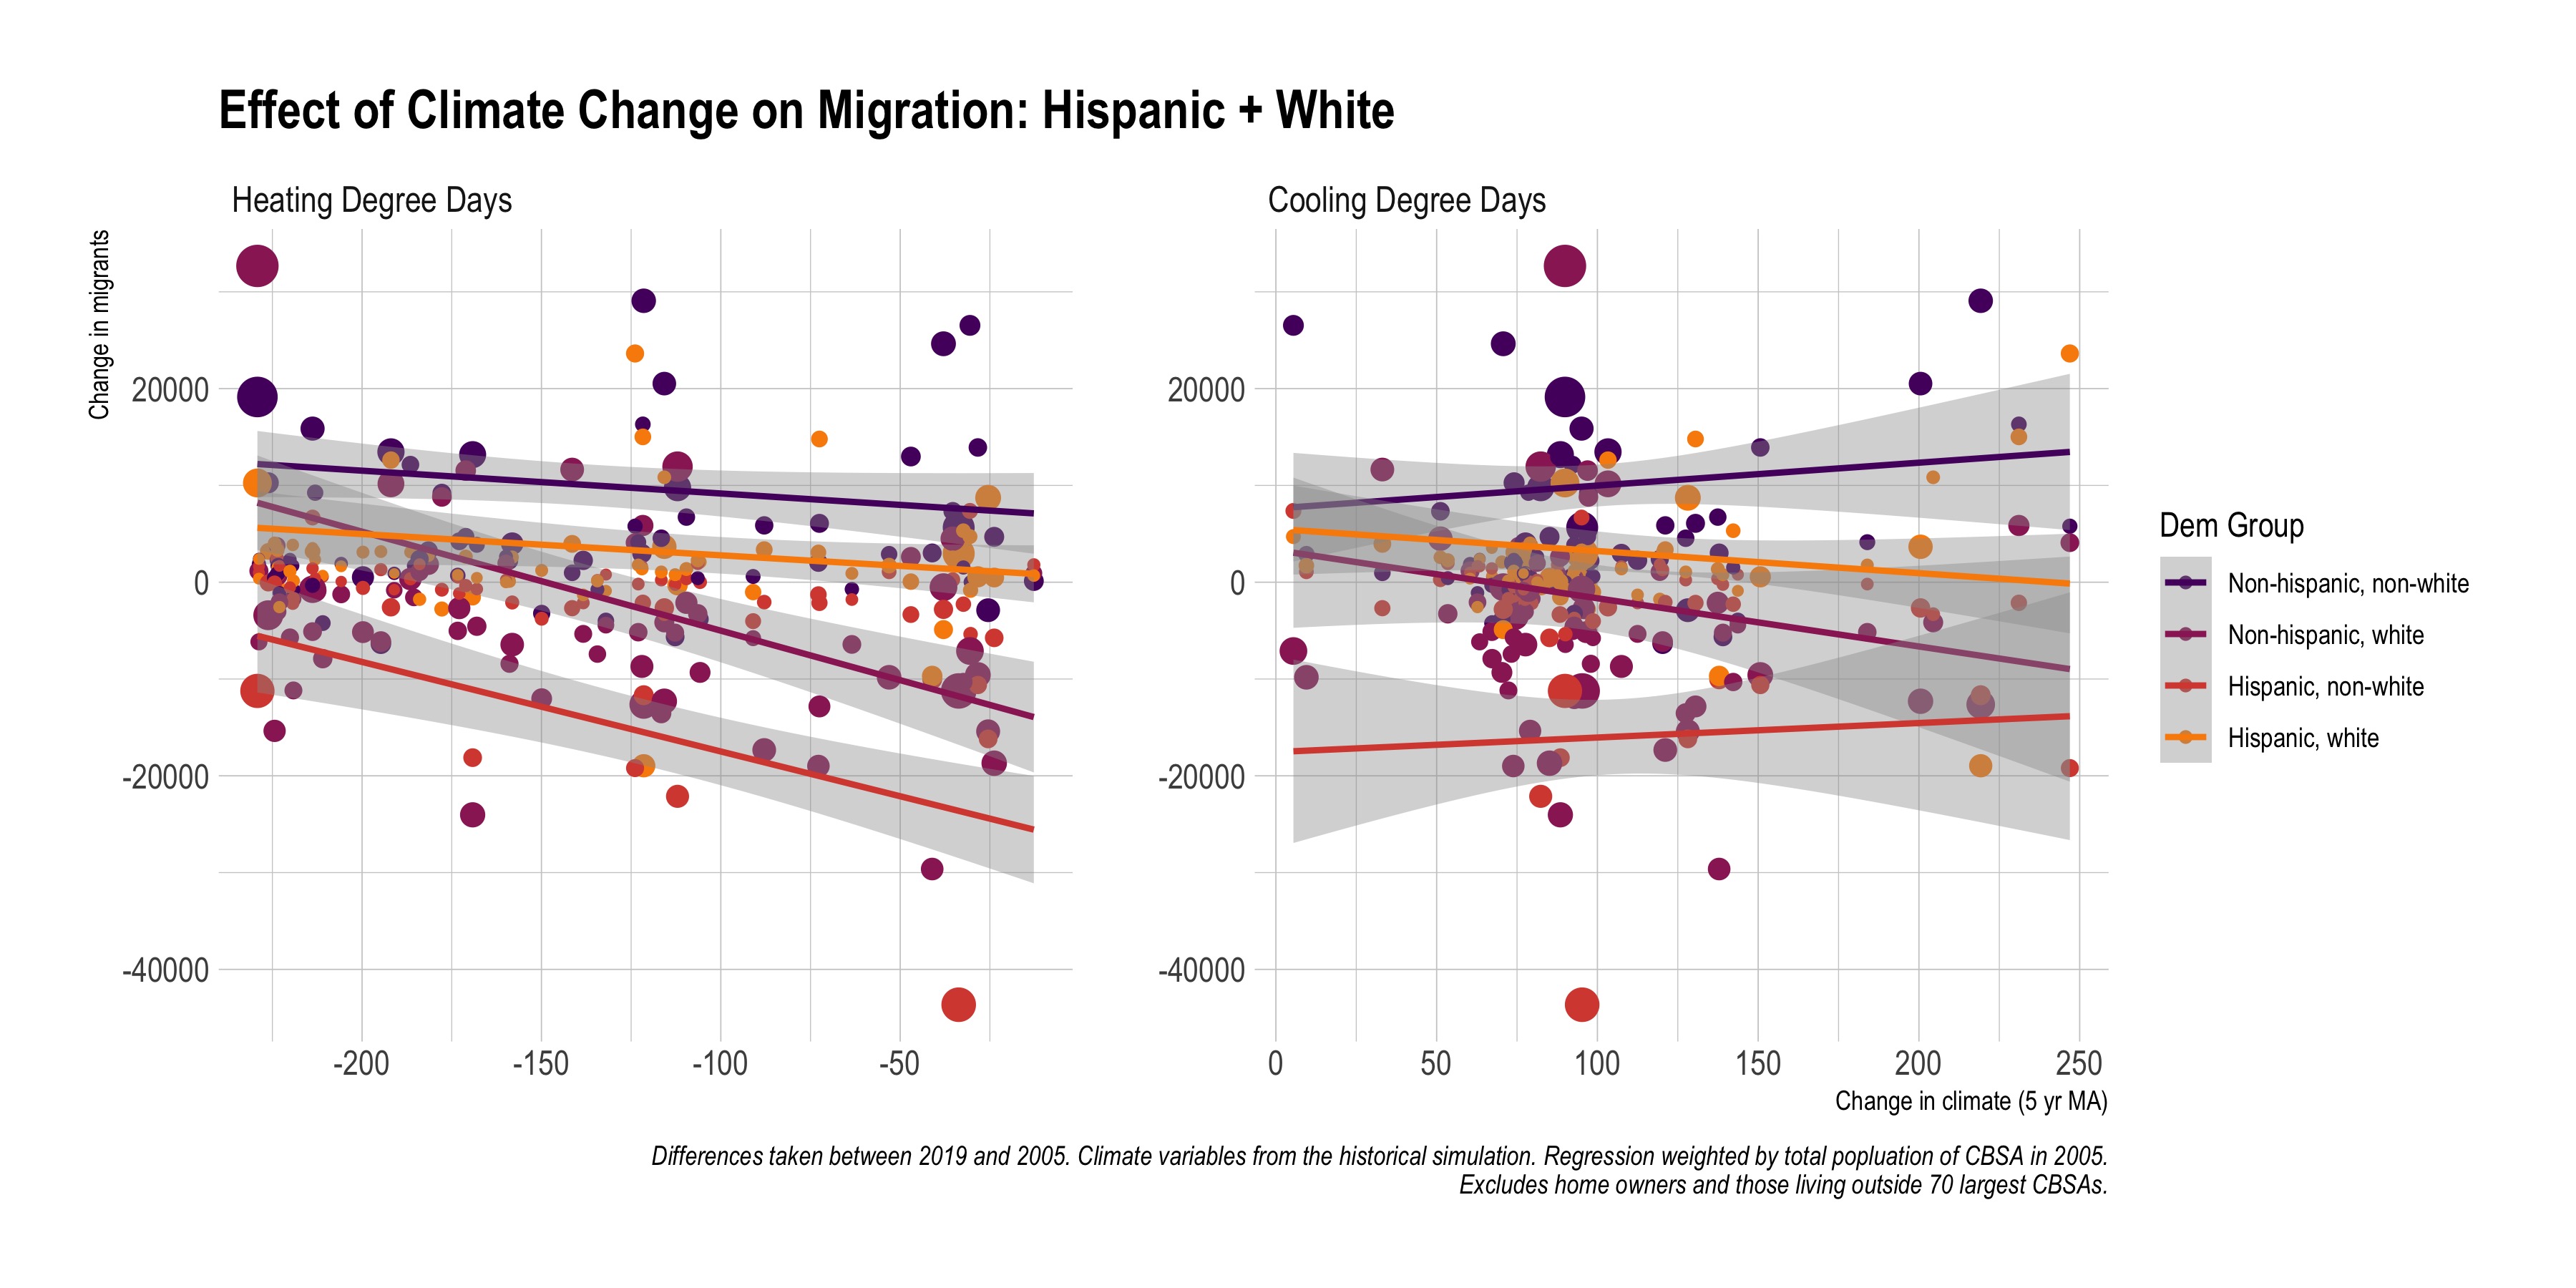 Effect of Climate Change on Migration: Hispanic + White
Heating Degree Days
Cooling Degree Days
Change in migrants
20000
0
-20000
-40000
20000
0
-20000
-40000
-200
-150
-100
-50
0
50
100
150
200
250
Change in climate (5 yr MA)
Dem Group
Non-hispanic, non-white
Non-hispanic, white
Hispanic, non-white
Hispanic, white
Differences taken between 2019 and 2005. Climate variables from the historical simulation. Regression weighted by total popluation of CBSA in 2005.
Excludes home owners and those living outside 70 largest CBSAs.